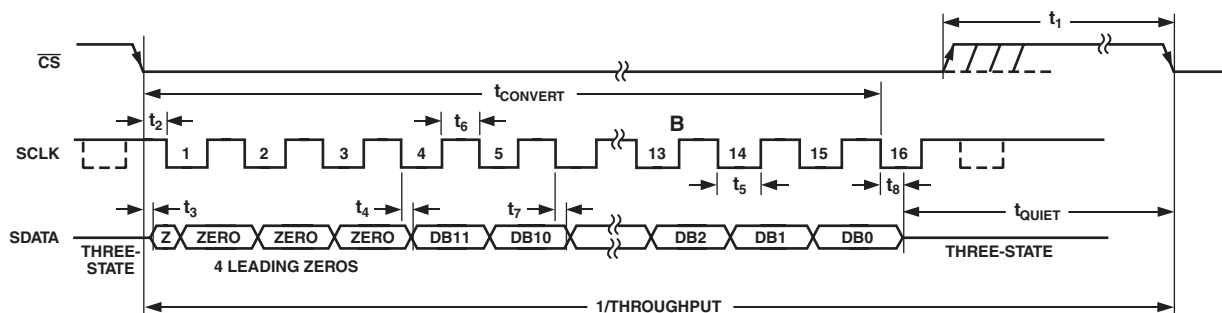 t1
CS
tCONVERT
t2
t6
B
SCLK
1 2 3 4 5 13 14 15 16
t5
t8
t3
t4
t7
tQUIET
SDATA
Z ZERO ZERO ZERO DB11 DB10 DB2 DB1 DB0
THREE-
STATE
4 LEADING ZEROS
THREE-STATE
1/THROUGHPUT